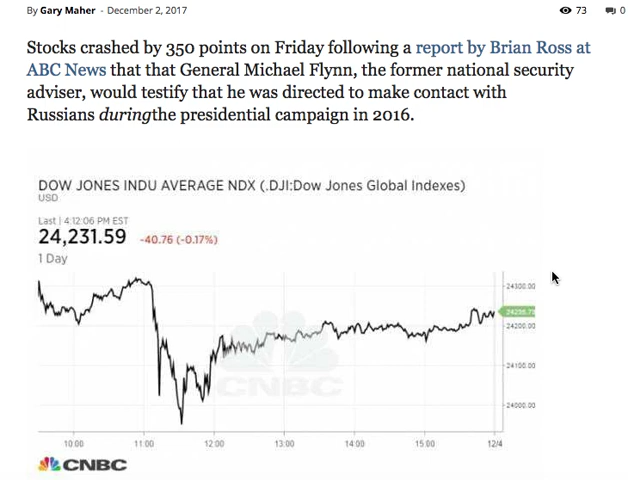 By Gary Maher - December 2, 2017 73 0
Stocks crashed by 350 points on Friday following a report by Brian Ross at
ABC News that that General Michael Flynn, the former national security
adviser, would testify that he was directed to make contact with
Russians duringthe presidential campaign in 2016.
DOW JONES INDU AVERAGE NDX (.DJI:Dow Jones Global Indexes)
USD
Last | 4:12:06 PM EST
24,231.59 -40.76 (-0.17%)
1 Day
24300.00
24200.00
24100.00
24000.00
CNBC
10:00 11:00 12:00 13:00 14:00 15:00 12/4
CNBC